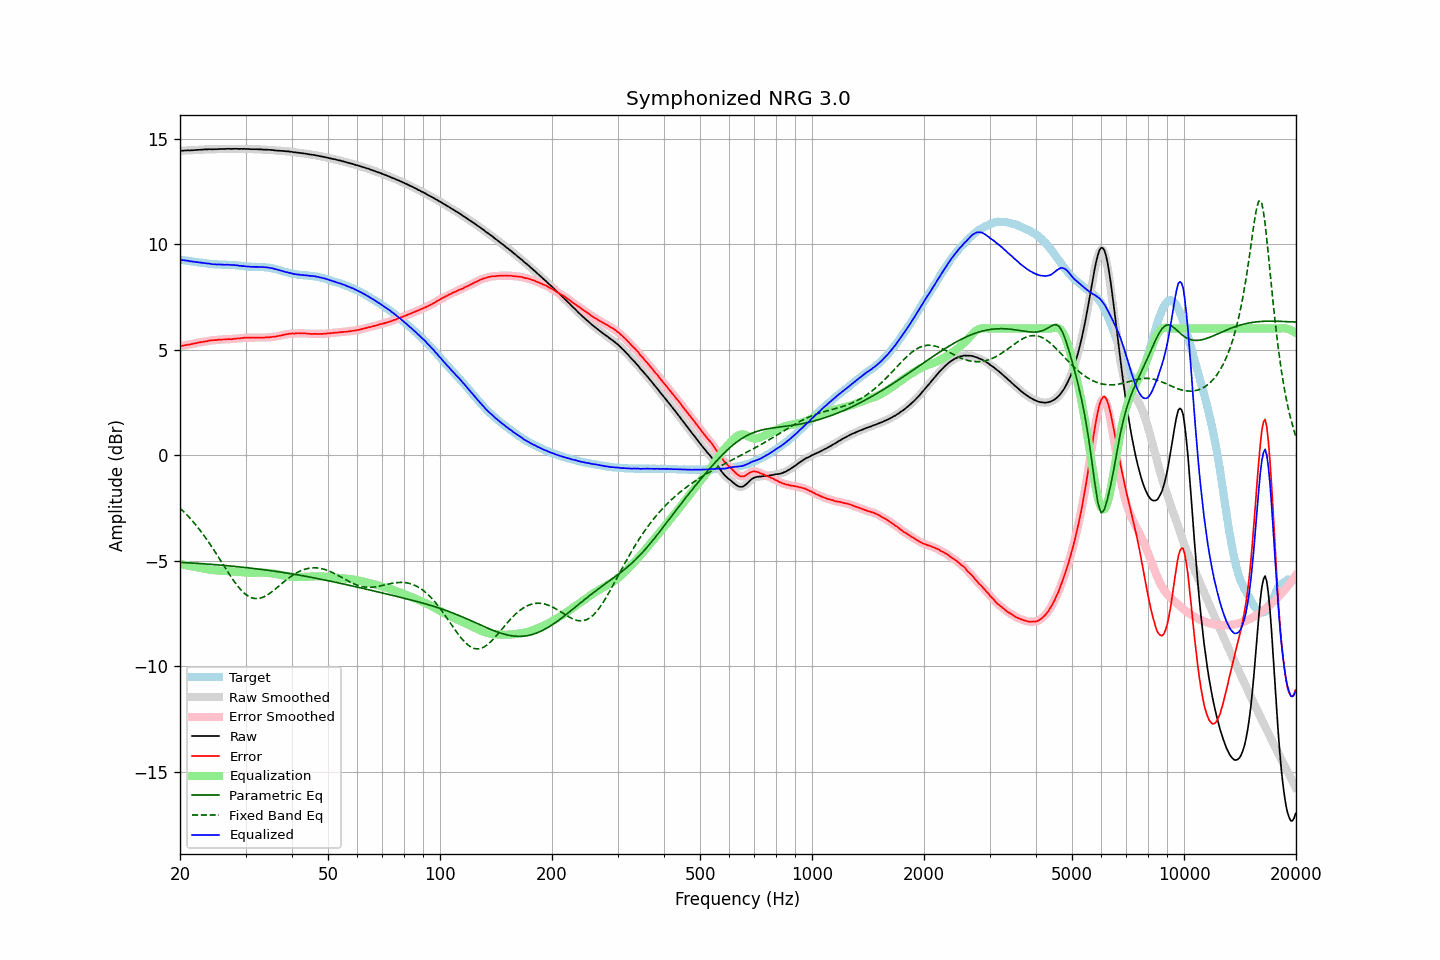 Symphonized NRG 3.0
15
10
5
0
−5
−10
−15
Amplitude (dBr)
Target
Raw Smoothed
Error Smoothed
Raw
Error
Equalization
Parametric Eq
Fixed Band Eq
Equalized
20 50 100 200 500 1000 2000 5000 10000 20000
Frequency (Hz)